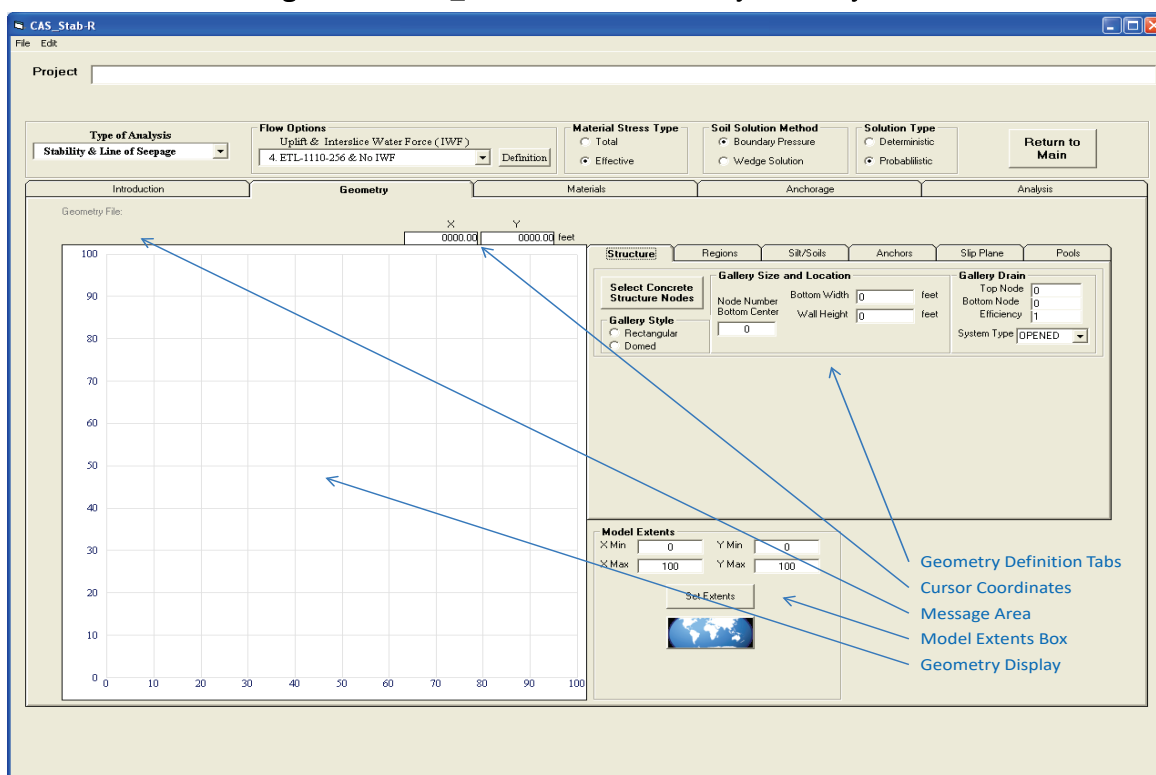 CAS_Stab-R
File Edit
Project
Type of Analysis
Stability & Line of Seepage
Flow Options
Uplift & Interslice Water Force ( IWF )
4. ETL-1110-256 & No IWF
Definition
Material Stress Type
Total
Effective
Soil Solution Method
Boundary Pressure
Wedge Solution
Solution Type
Deterministic
Probablilistic
Return to
Main
Introduction Geometry Materials Anchorage Analysis
Geometry File:
X Y
0000.00 0000.00 feet
100
90
80
70
60
50
40
30
20
10
0
0 10 20 30 40 50 60 70 80 90 100
Structure Regions Silt/Soils Anchors Slip Plane Pools
Select Concrete
Structure Nodes
Gallery Style
Rectangular
Domed
Gallery Size and Location
Node Number
Bottom Center
0
Bottom Width 0 feet
Wall Height 0 feet
Gallery Drain
Top Node 0
Bottom Node 0
Efficiency 1
System Type OPENED
Model Extents
X Min 0 Y Min 0
X Max 100 Y Max 100
Set Extents
Geometry Definition Tabs
Cursor Coordinates
Message Area
Model Extents Box
Geometry Display